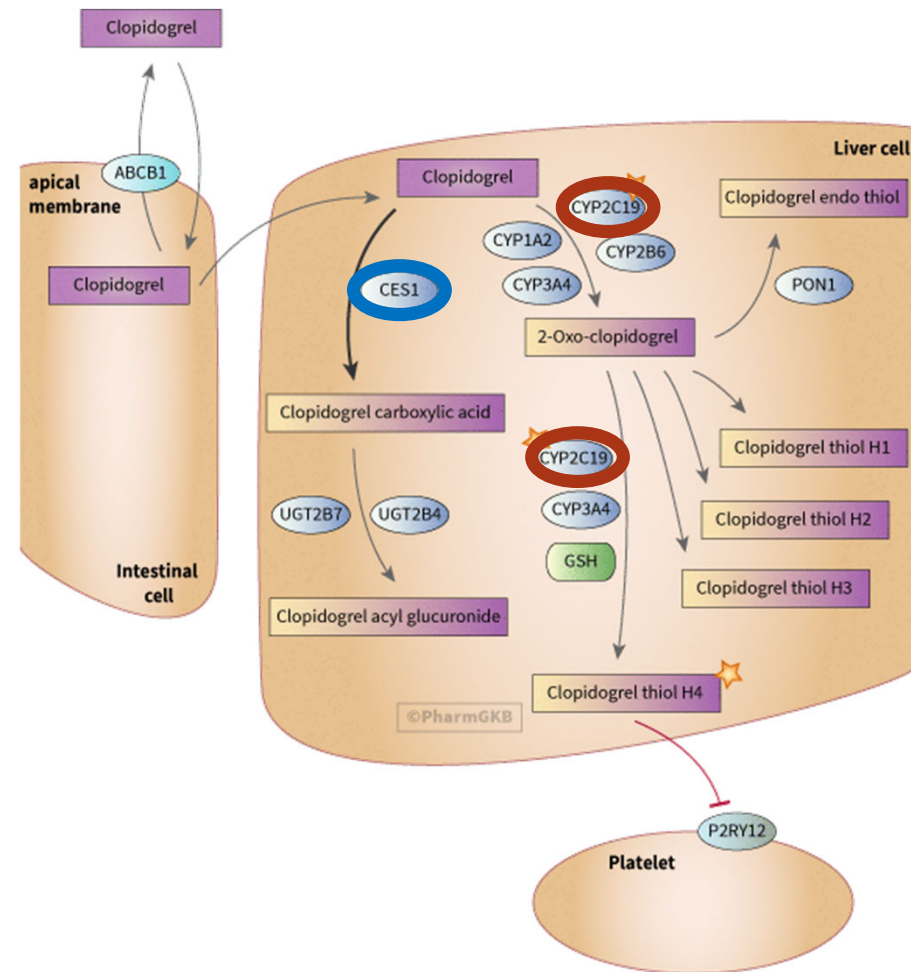 Clopidogrel
ABCB1
apical
membrane
Clopidogrel
Intestinal
cell
Liver cell
Clopidogrel
CYP2C19
CYP1A2
CYP2B6
CYP3A4
Clopidogrel endo thiol
PON1
CES1
2-Oxo-clopidogrel
Clopidogrel carboxylic acid
UGT2B7
UGT2B4
Clopidogrel acyl glucuronide
CYP2C19
CYP3A4
GSH
Clopidogrel thiol H1
Clopidogrel thiol H2
Clopidogrel thiol H3
Clopidogrel thiol H4
©PharmGKB
P2RY12
Platelet